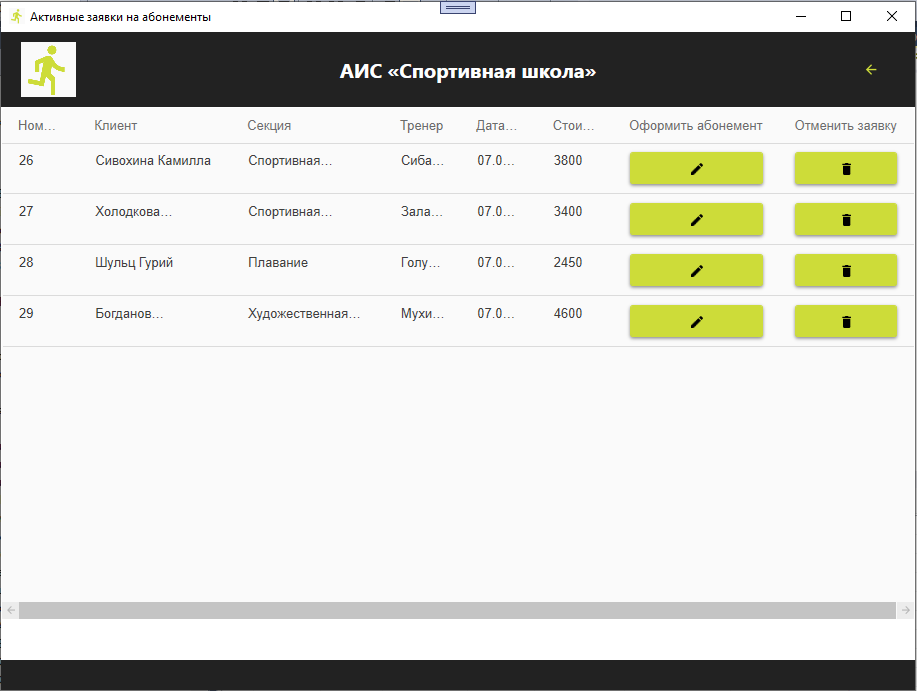 Активные заявки на абонементы
АИС «Спортивная школа»
Ном... Клиент Секция Тренер Дата... Стои... Оформить абонемент Отменить заявку
26 Сивохина Камилла Спортивная... Сиба... 07.0... 3800
27 Холодкова... Спортивная... Зала... 07.0... 3400
28 Шульц Гурий Плавание Голу... 07.0... 2450
29 Богданов... Художественная... Мухи... 07.0... 4600